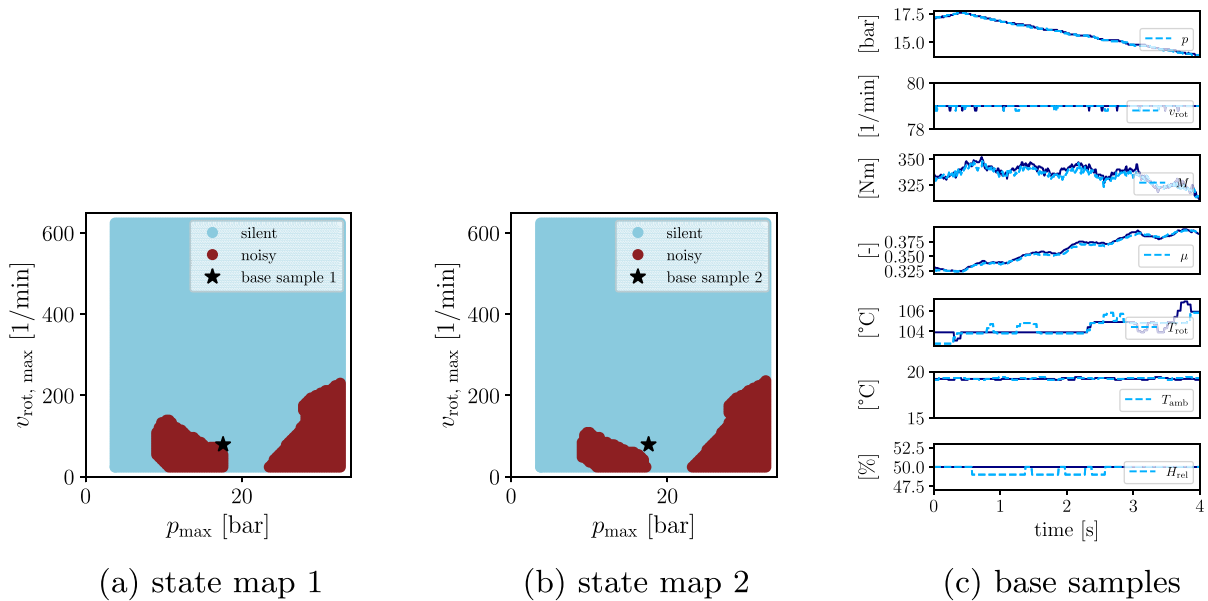 600
400
200
0
0
20
v_rot, max [1/min]
p_max [bar]
silent
noisy
base sample 1
(a) state map 1
600
400
200
0
0
20
v_rot, max [1/min]
p_max [bar]
silent
noisy
base sample 2
(b) state map 2
[bar]
17.5
15.0
p
[1/min]
80
78
v_rot
[Nm]
350
325
M
[-]
0.375
0.350
0.325
μ
[°C]
106
104
T_rot
[°C]
20
15
T_amb
[%]
52.5
50.0
47.5
H_rel
0 1 2 3 4
time [s]
(c) base samples